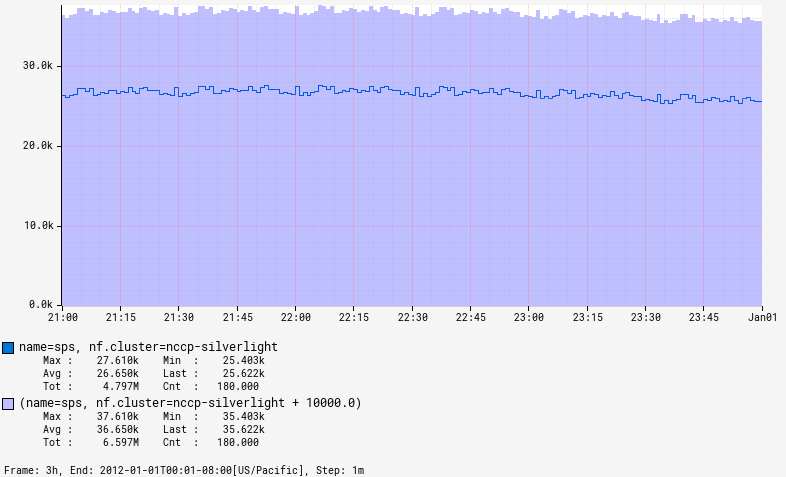 30.0k
20.0k
10.0k
0.0k
21:00 21:15 21:30 21:45 22:00 22:15 22:30 22:45 23:00 23:15 23:30 23:45 Jan01
name=sps, nf.cluster=nccp-silverlight
Max : 27.610k Min : 25.403k
Avg : 26.650k Last : 25.622k
Tot : 4.797M Cnt : 180.000
(name=sps, nf.cluster=nccp-silverlight + 10000.0)
Max : 37.610k Min : 35.403k
Avg : 36.650k Last : 35.622k
Tot : 6.597M Cnt : 180.000
Frame: 3h, End: 2012-01-01T00:01-08:00[US/Pacific], Step: 1m